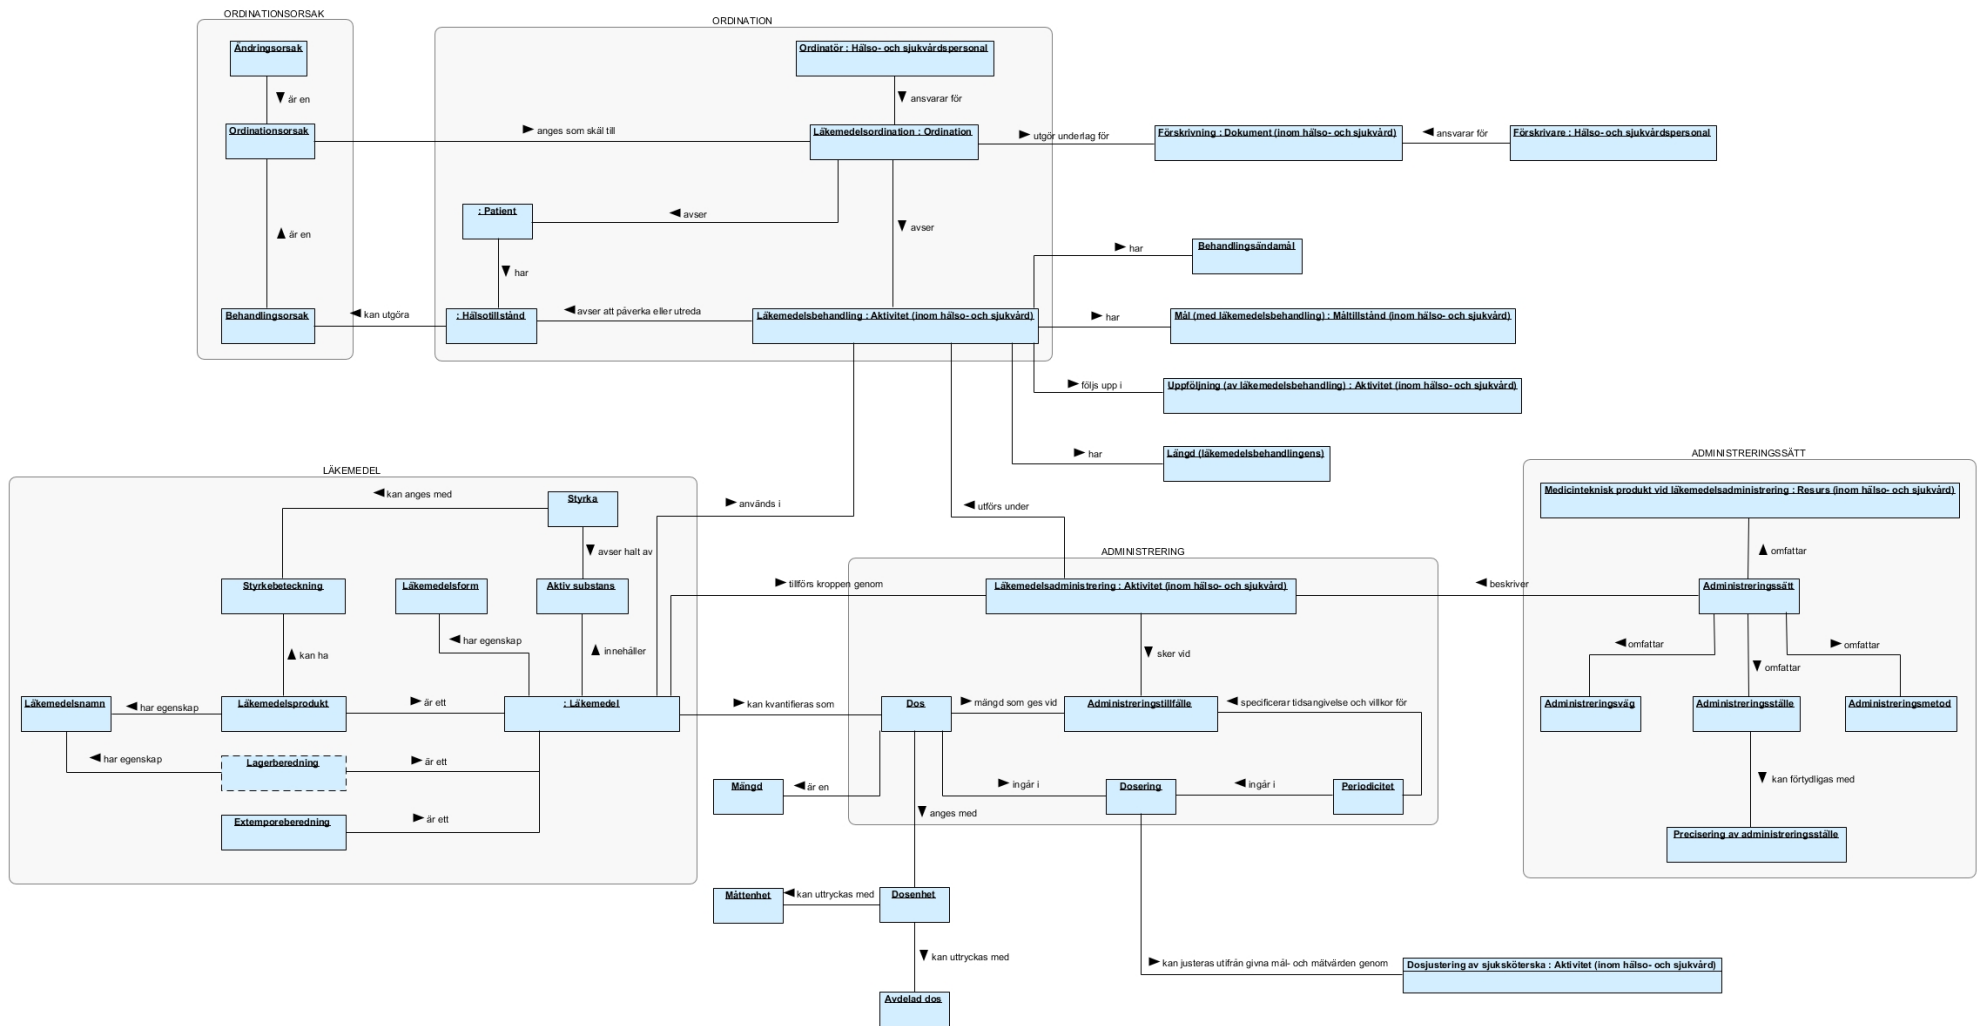 ORDINATIONSORSAK
ORDINATION
Ändringsorsak
Ordinatör : Hälso- och sjukvårdspersonal
är en
ansvarar för
Ordinationsorsak
anges som skäl till
Läkemedelsordination : Ordination
utgör underlag för
Förskrivning : Dokument (inom hälso- och sjukvård)
ansvarar för
Förskrivare : Hälso- och sjukvårdspersonal
: Patient
avser
avser
är en
har
har
Behandlingsändamål
Behandlingsorsak
kan utgöra
: Hälsotillstånd
avser att påverka eller utreda
Läkemedelsbehandling : Aktivitet (inom hälso- och sjukvård)
har
Mål (med läkemedelsbehandling) : Måltillstånd (inom hälso- och sjukvård)
följs upp i
Uppföljning (av läkemedelsbehandling) : Aktivitet (inom hälso- och sjukvård)
har
Längd (läkemedelsbehandlingens)
LÄKEMEDEL
ADMINISTRERINGSSÄTT
kan anges med
Styrka
används i
utförs under
Medicinteknisk produkt vid läkemedelsadministrering : Resurs (inom hälso- och sjukvård)
avser halt av
ADMINISTRERING
omfattar
Styrkebeteckning
Läkemedelsform
Aktiv substans
tillförs kroppen genom
Läkemedelsadministrering : Aktivitet (inom hälso- och sjukvård)
beskriver
Administreringssätt
kan ha
har egenskap
innehåller
sker vid
omfattar
omfattar
omfattar
Läkemedelsnamn
har egenskap
Läkemedelsprodukt
är ett
: Läkemedel
kan kvantifieras som
Dos
mängd som ges vid
Administreringstillfälle
specificerar tidsangivelse och villkor för
Administreringsväg
Administreringsställe
Administreringsmetod
har egenskap
Lagerberedning
är ett
Mängd
är en
ingår i
Dosering
ingår i
Periodicitet
kan förtydligas med
Extemporeberedning
är ett
anges med
Precisering av administreringsställe
Måttenhet
kan uttryckas med
Dosenhet
kan uttryckas med
kan justeras utifrån givna mål- och mätvärden genom
Dosjustering av sjuksköterska : Aktivitet (inom hälso- och sjukvård)
Avdelad dos